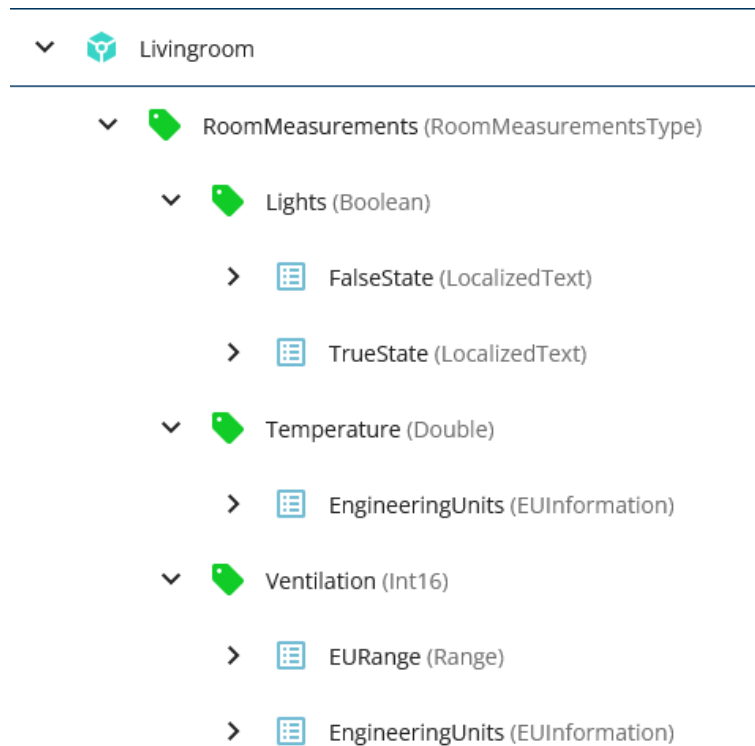 Livingroom
RoomMeasurements (RoomMeasurementsType)
Lights (Boolean)
FalseState (LocalizedText)
TrueState (LocalizedText)
Temperature (Double)
EngineeringUnits (EUInformation)
Ventilation (Int16)
EURange (Range)
EngineeringUnits (EUInformation)